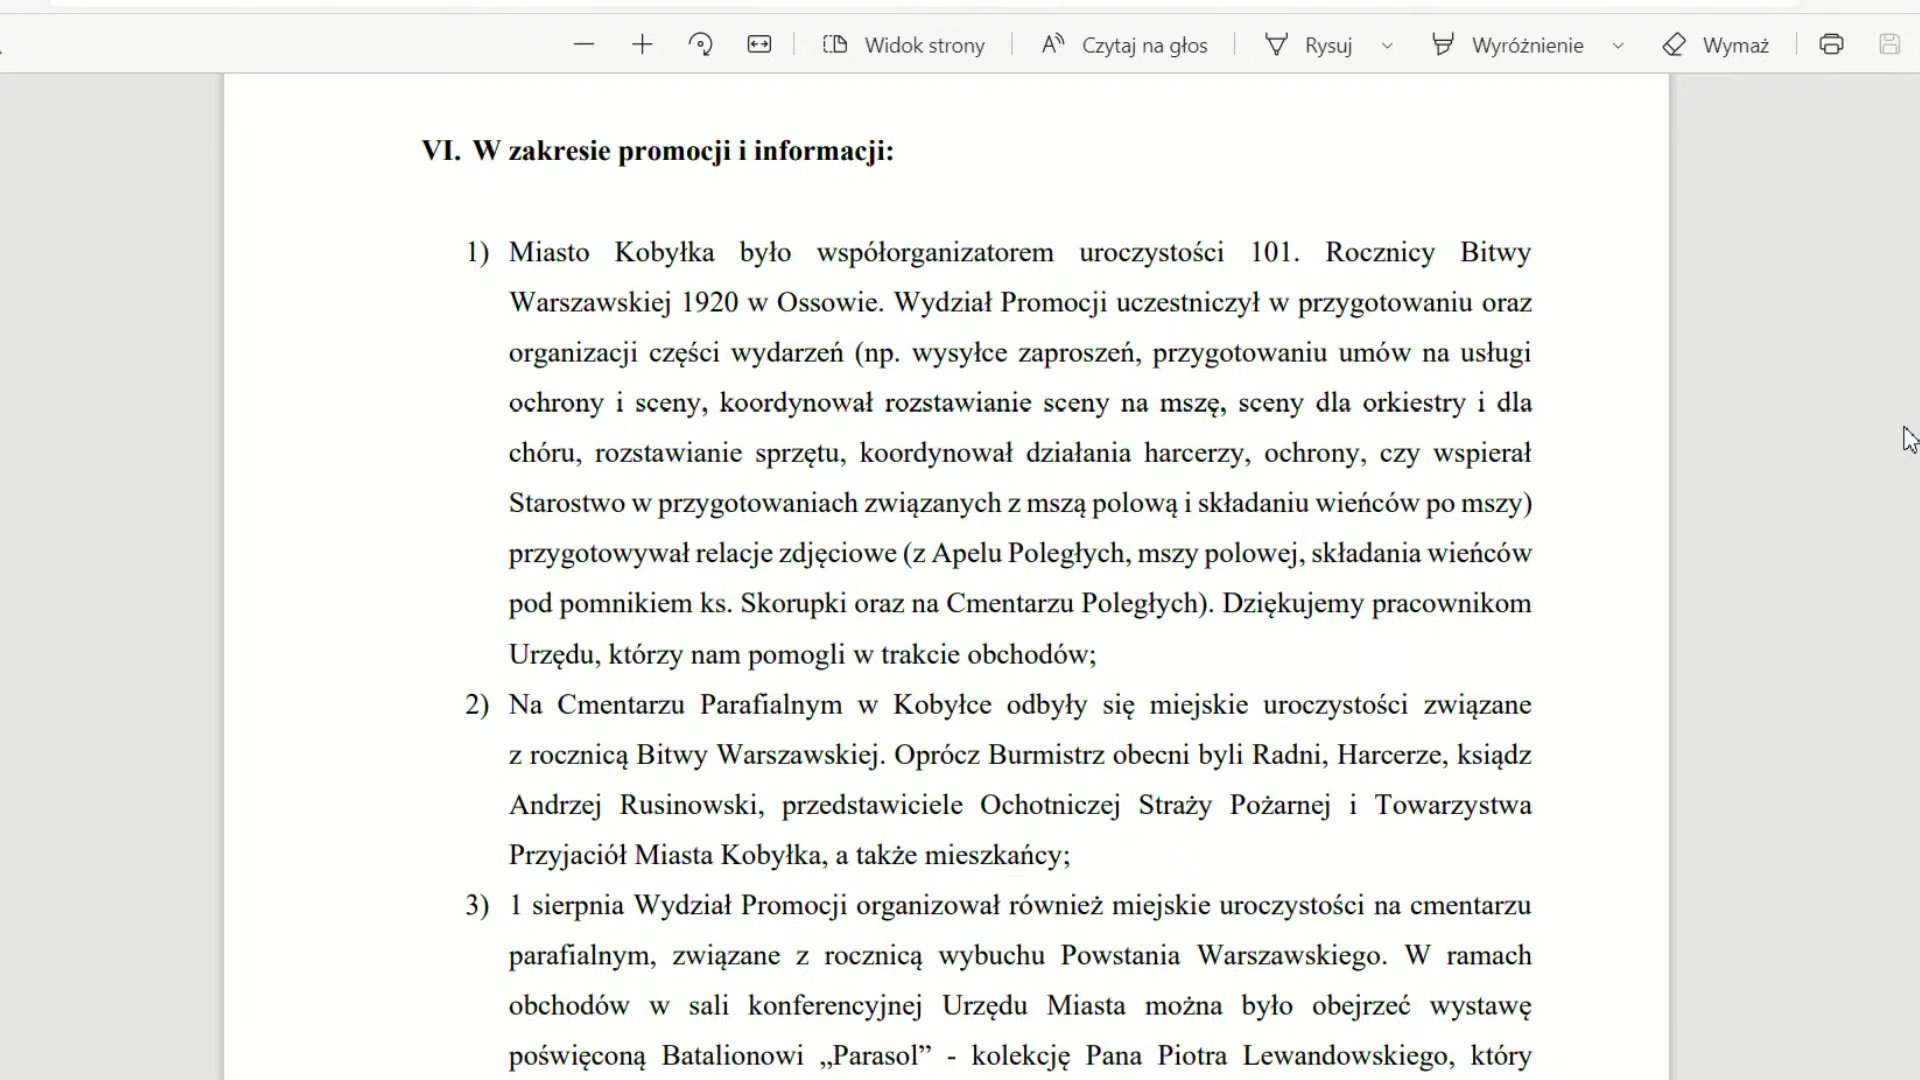 Widok strony
Czytaj na głos
Rysuj
Wyróżnienie
Wymaż
VI. W zakresie promocji i informacji:
1) Miasto Kobyłka było współorganizatorem uroczystości 101. Rocznicy Bitwy
Warszawskiej 1920 w Ossowie. Wydział Promocji uczestniczył w przygotowaniu oraz
organizacji części wydarzeń (np. wysyłce zaproszeń, przygotowaniu umów na usługi
ochrony i sceny, koordynował rozstawianie sceny na mszę, sceny dla orkiestry i dla
chóru, rozstawianie sprzętu, koordynował działania harcerzy, ochrony, czy wspierał
Starostwo w przygotowaniach związanych z mszą polową i składaniu wieńców po mszy)
przygotowywał relacje zdjęciowe (z Apelu Poległych, mszy polowej, składania wieńców
pod pomnikiem ks. Skorupki oraz na Cmentarzu Poległych). Dziękujemy pracownikom
Urzędu, którzy nam pomogli w trakcie obchodów;
2) Na Cmentarzu Parafialnym w Kobyłce odbyły się miejskie uroczystości związane
z rocznicą Bitwy Warszawskiej. Oprócz Burmistrz obecni byli Radni, Harcerze, ksiądz
Andrzej Rusinowski, przedstawiciele Ochotniczej Straży Pożarnej i Towarzystwa
Przyjaciół Miasta Kobyłka, a także mieszkańcy;
3) 1 sierpnia Wydział Promocji organizował również miejskie uroczystości na cmentarzu
parafialnym, związane z rocznicą wybuchu Powstania Warszawskiego. W ramach
obchodów w sali konferencyjnej Urzędu Miasta można było obejrzeć wystawę
poświęconą Batalionowi „Parasol” - kolekcję Pana Piotra Lewandowskiego, który